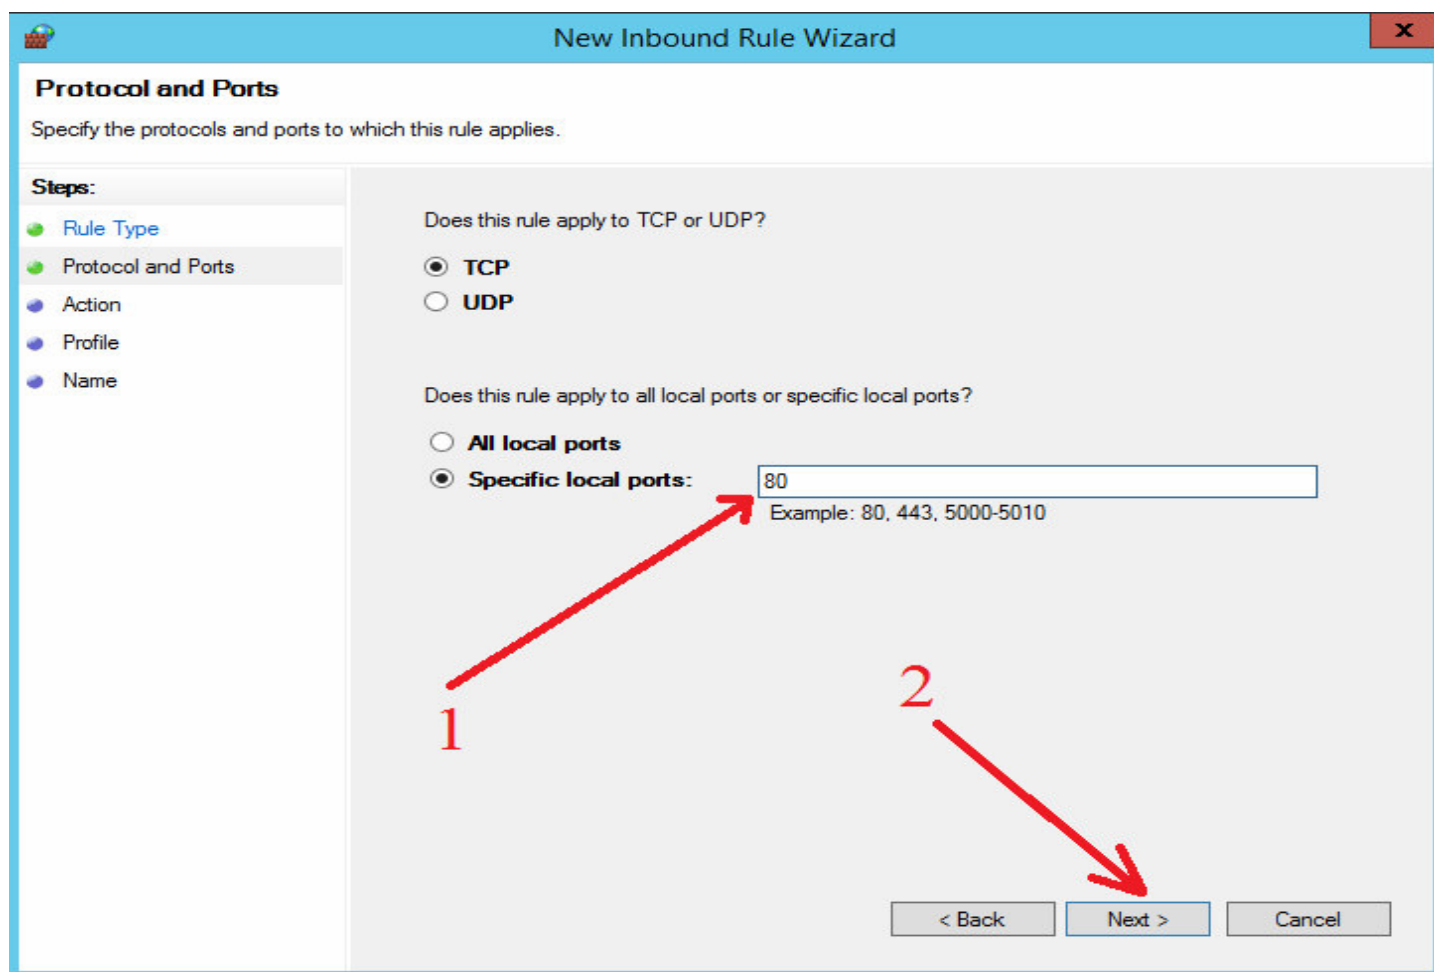 New Inbound Rule Wizard
x
Protocol and Ports
Specify the protocols and ports to which this rule applies.
Steps:
Rule Type
Protocol and Ports
Action
Profile
Name
Does this rule apply to TCP or UDP?
TCP
UDP
Does this rule apply to all local ports or specific local ports?
All local ports
Specific local ports:
80
Example: 80, 443, 5000-5010
1
2
< Back
Next >
Cancel